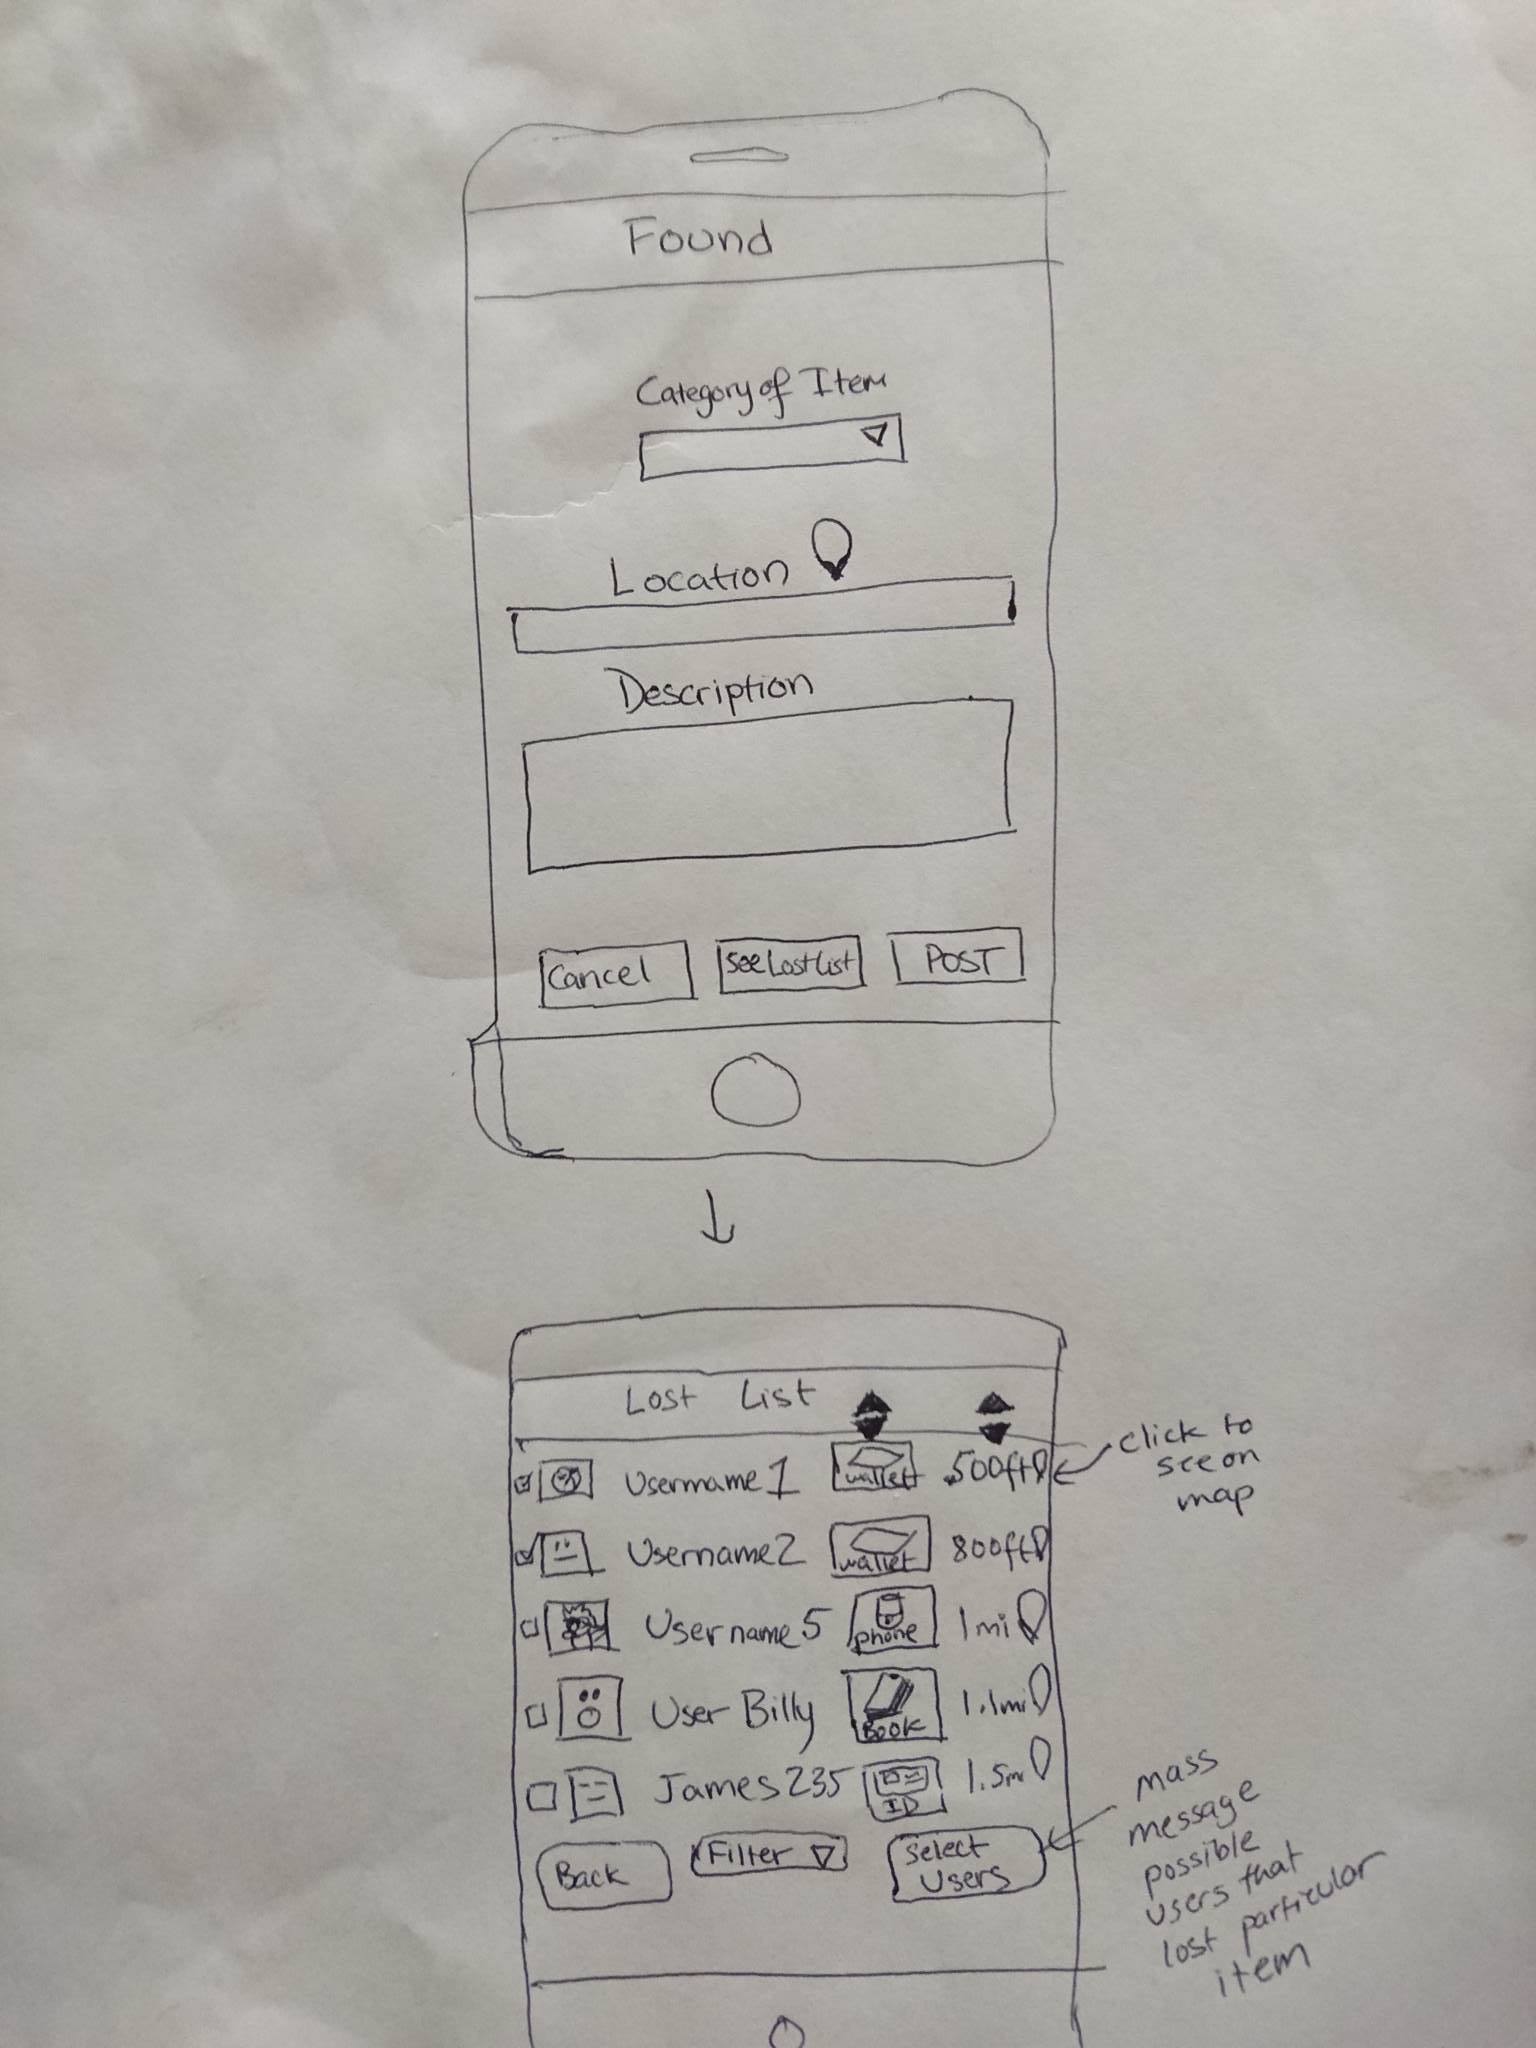 Found
Category of Item
Location
Description
Cancel
See Lost List
POST
Lost List
Username 1 wallet 500ft
click to
see on
map
Username2 wallet 800ft
Username 5 phone 1mi
User Billy BOOK 1.1mi
James 235 ID 1.5mi
Back
Filter
Select
Users
mass
message
possible
users that
lost particular
item